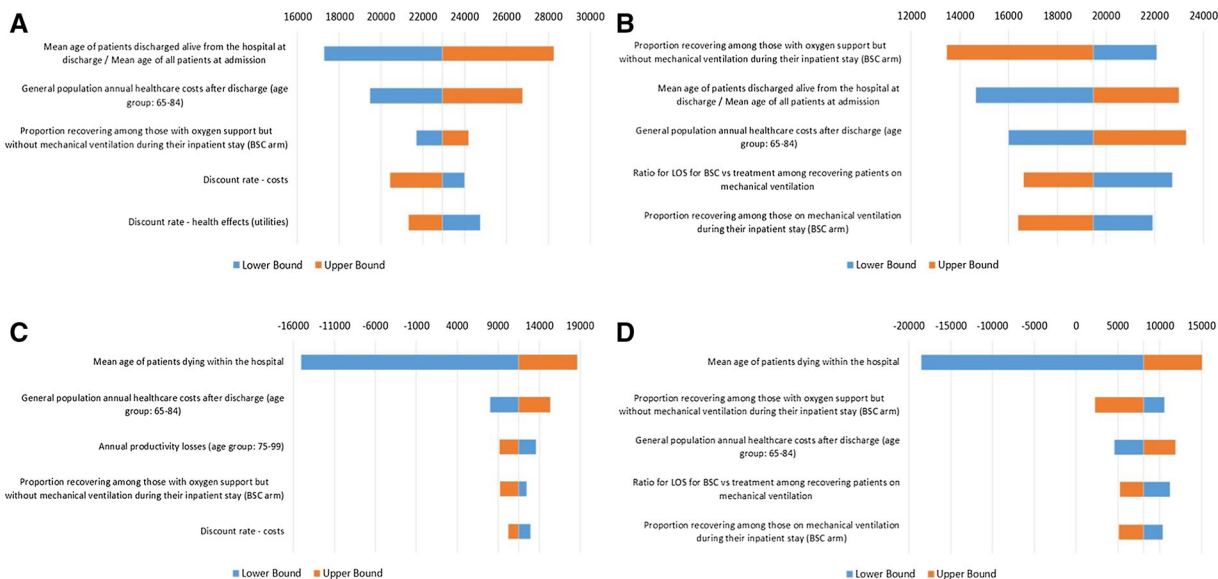 A
16000 18000 20000 22000 24000 26000 28000 30000
Mean age of patients discharged alive from the hospital at
discharge / Mean age of all patients at admission
General population annual healthcare costs after discharge (age
group: 65-84)
Proportion recovering among those with oxygen support but
without mechanical ventilation during their inpatient stay (BSC arm)
Discount rate - costs
Discount rate - health effects (utilities)
Lower Bound Upper Bound
B
12000 14000 16000 18000 20000 22000 24000
Proportion recovering among those with oxygen support but
without mechanical ventilation during their inpatient stay (BSC arm)
Mean age of patients discharged alive from the hospital at
discharge / Mean age of all patients at admission
General population annual healthcare costs after discharge (age
group: 65-84)
Ratio for LOS for BSC vs treatment among recovering patients on
mechanical ventilation
Proportion recovering among those on mechanical ventilation
during their inpatient stay (BSC arm)
Lower Bound Upper Bound
C
-16000 -11000 -6000 -1000 4000 9000 14000 19000
Mean age of patients dying within the hospital
General population annual healthcare costs after discharge (age
group: 65-84)
Annual productivity losses (age group: 75-99)
Proportion recovering among those with oxygen support but
without mechanical ventilation during their inpatient stay (BSC arm)
Discount rate - costs
Lower Bound Upper Bound
D
-20000 -15000 -10000 -5000 0 5000 10000 15000
Mean age of patients dying within the hospital
Proportion recovering among those with oxygen support but
without mechanical ventilation during their inpatient stay (BSC arm)
General population annual healthcare costs after discharge (age
group: 65-84)
Ratio for LOS for BSC vs treatment among recovering patients on
mechanical ventilation
Proportion recovering among those on mechanical ventilation
during their inpatient stay (BSC arm)
Lower Bound Upper Bound